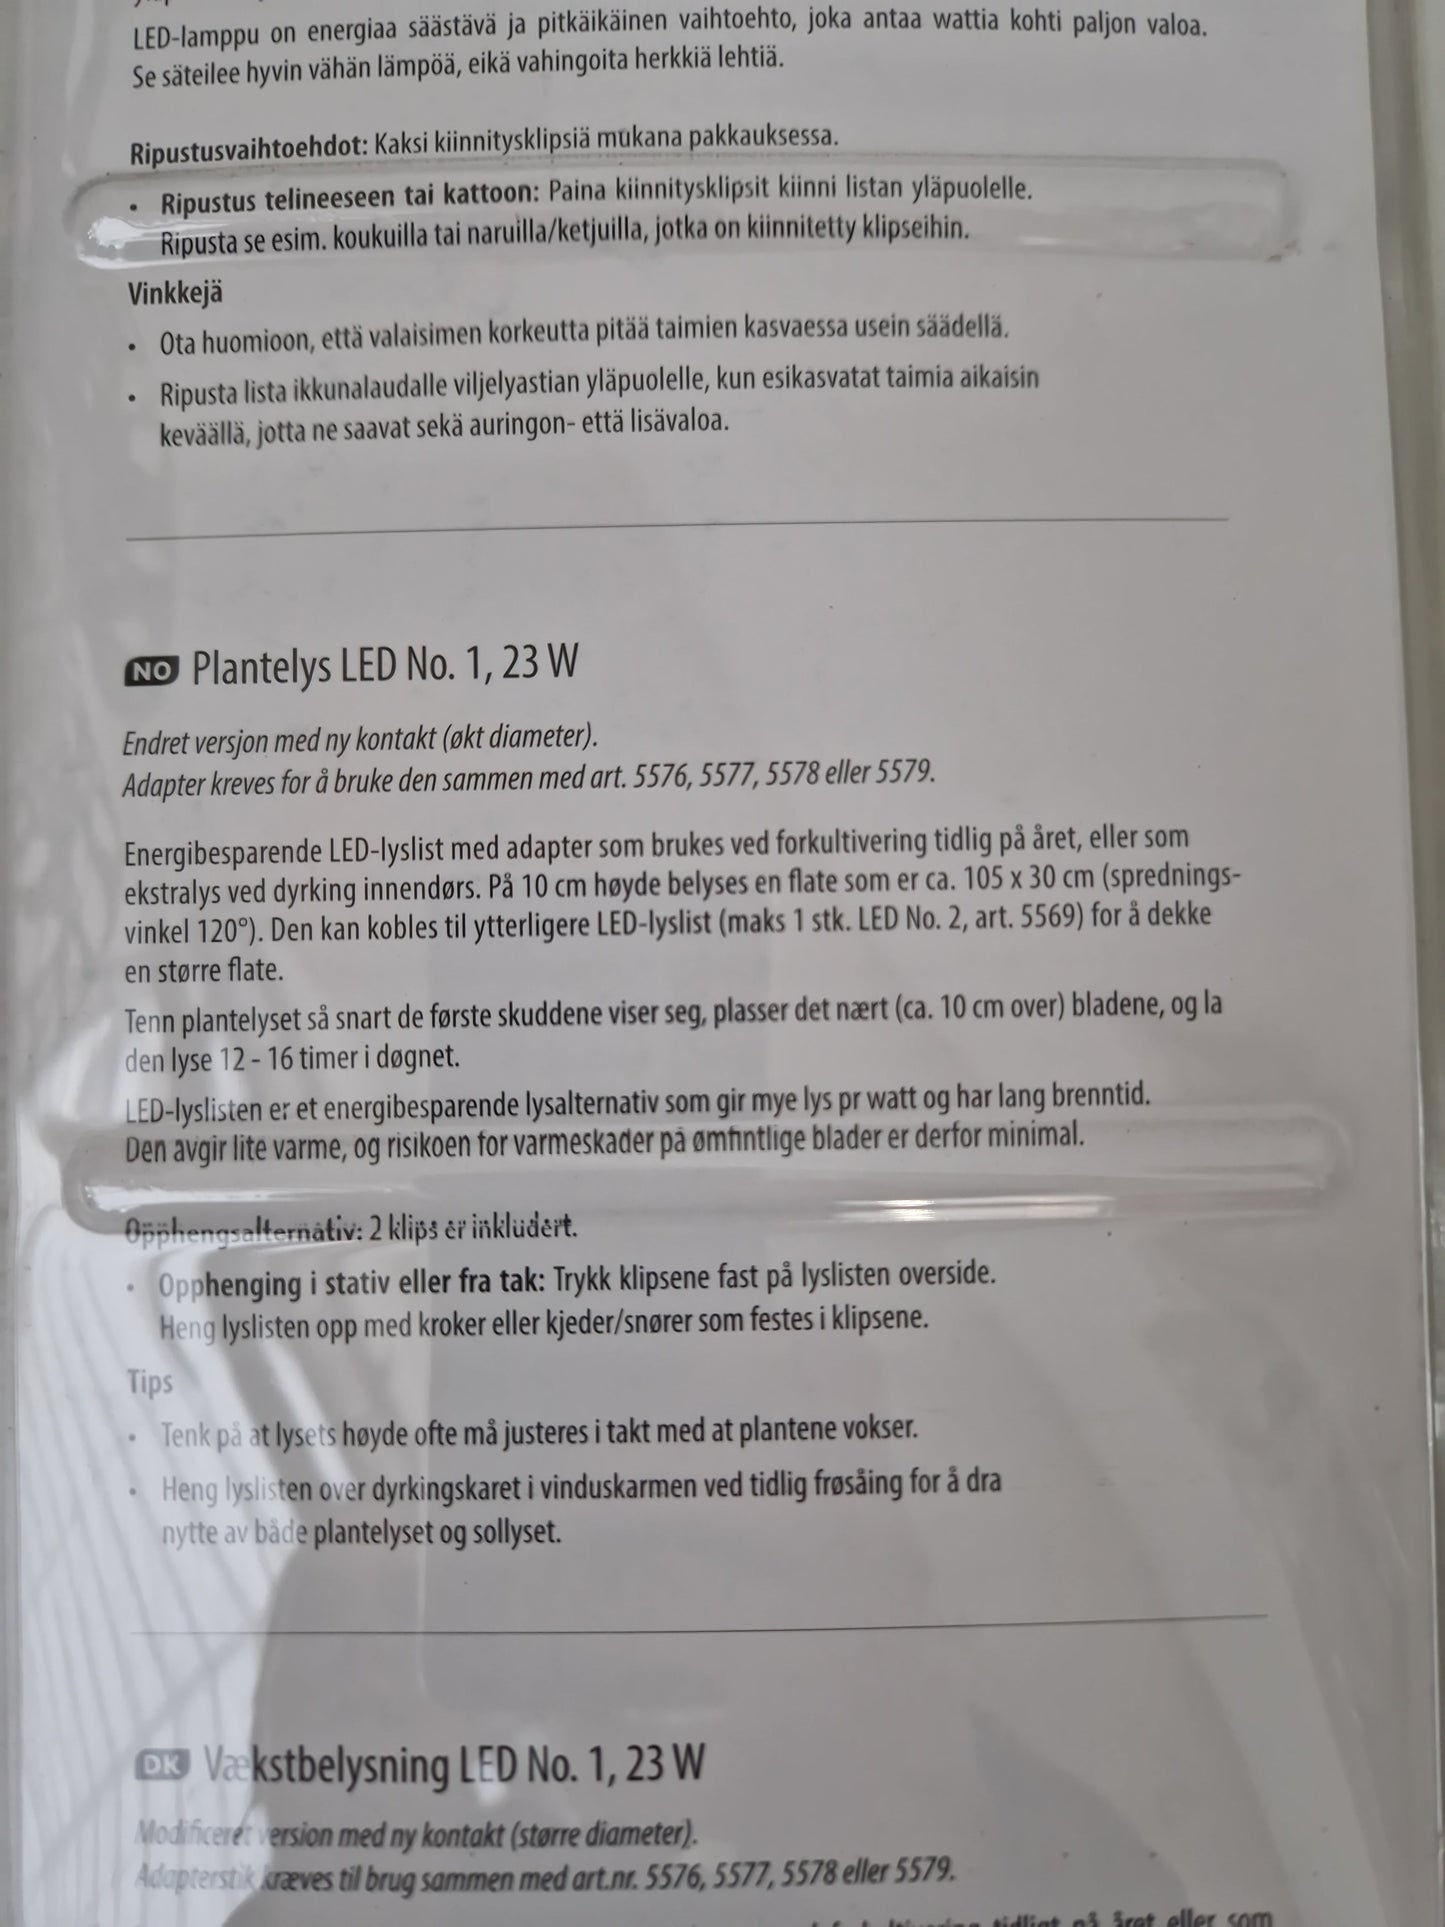 LED-lamppu on energiaa säästävä ja pitkäikäinen vaihtoehto, joka antaa wattia kohti paljon valoa.
Se säteilee hyvin vähän lämpöä, eikä vahingoita herkkiä lehtiä.
Ripustusvaihtoehdot: Kaksi kiinnitysklipsiä mukana pakkauksessa.
• Ripustus telineeseen tai kattoon: Paina kiinnitysklipsit kiinni listan yläpuolelle.
Ripusta se esim. koukuilla tai naruilla/ketjuilla, jotka on kiinnitetty klipseihin.
Vinkkejä
• Ota huomioon, että valaisimen korkeutta pitää taimien kasvaessa usein säädellä.
• Ripusta lista ikkunalaudalle viljelyastian yläpuolelle, kun esikasvatat taimia aikaisin
keväällä, jotta ne saavat sekä auringon- että lisävaloa.
NO Plantelys LED No. 1, 23 W
Endret versjon med ny kontakt (økt diameter).
Adapter kreves for å bruke den sammen med art. 5576, 5577, 5578 eller 5579.
Energibesparende LED-lyslist med adapter som brukes ved forkultivering tidlig på året, eller som
ekstralys ved dyrking innendørs. På 10 cm høyde belyses en flate som er ca. 105 x 30 cm (sprednings-
vinkel 120°). Den kan kobles til ytterligere LED-lyslist (maks 1 stk. LED No. 2, art. 5569) for å dekke
en større flate.
Tenn plantelyset så snart de første skuddene viser seg, plasser det nært (ca. 10 cm over) bladene, og la
den lyse 12 - 16 timer i døgnet.
LED-lyslisten er et energibesparende lysalternativ som gir mye lys pr watt og har lang brenntid.
Den avgir lite varme, og risikoen for varmeskader på ømfintlige blader er derfor minimal.
Opphengsalternativ: 2 klips er inkludert.
• Opphenging i stativ eller fra tak: Trykk klipsene fast på lyslisten overside.
Heng lyslisten opp med kroker eller kjeder/snører som festes i klipsene.
Tips
• Tenk på at lysets høyde ofte må justeres i takt med at plantene vokser.
• Heng lyslisten over dyrkingskaret i vinduskarmen ved tidlig frøsåing for å dra
nytte av både plantelyset og sollyset.
DK Vækstbelysning LED No. 1, 23 W
Modificeret version med ny kontakt (større diameter).
Adapterstik kræves til brug sammen med art.nr. 5576, 5577, 5578 eller 5579.
tidligt på året eller som